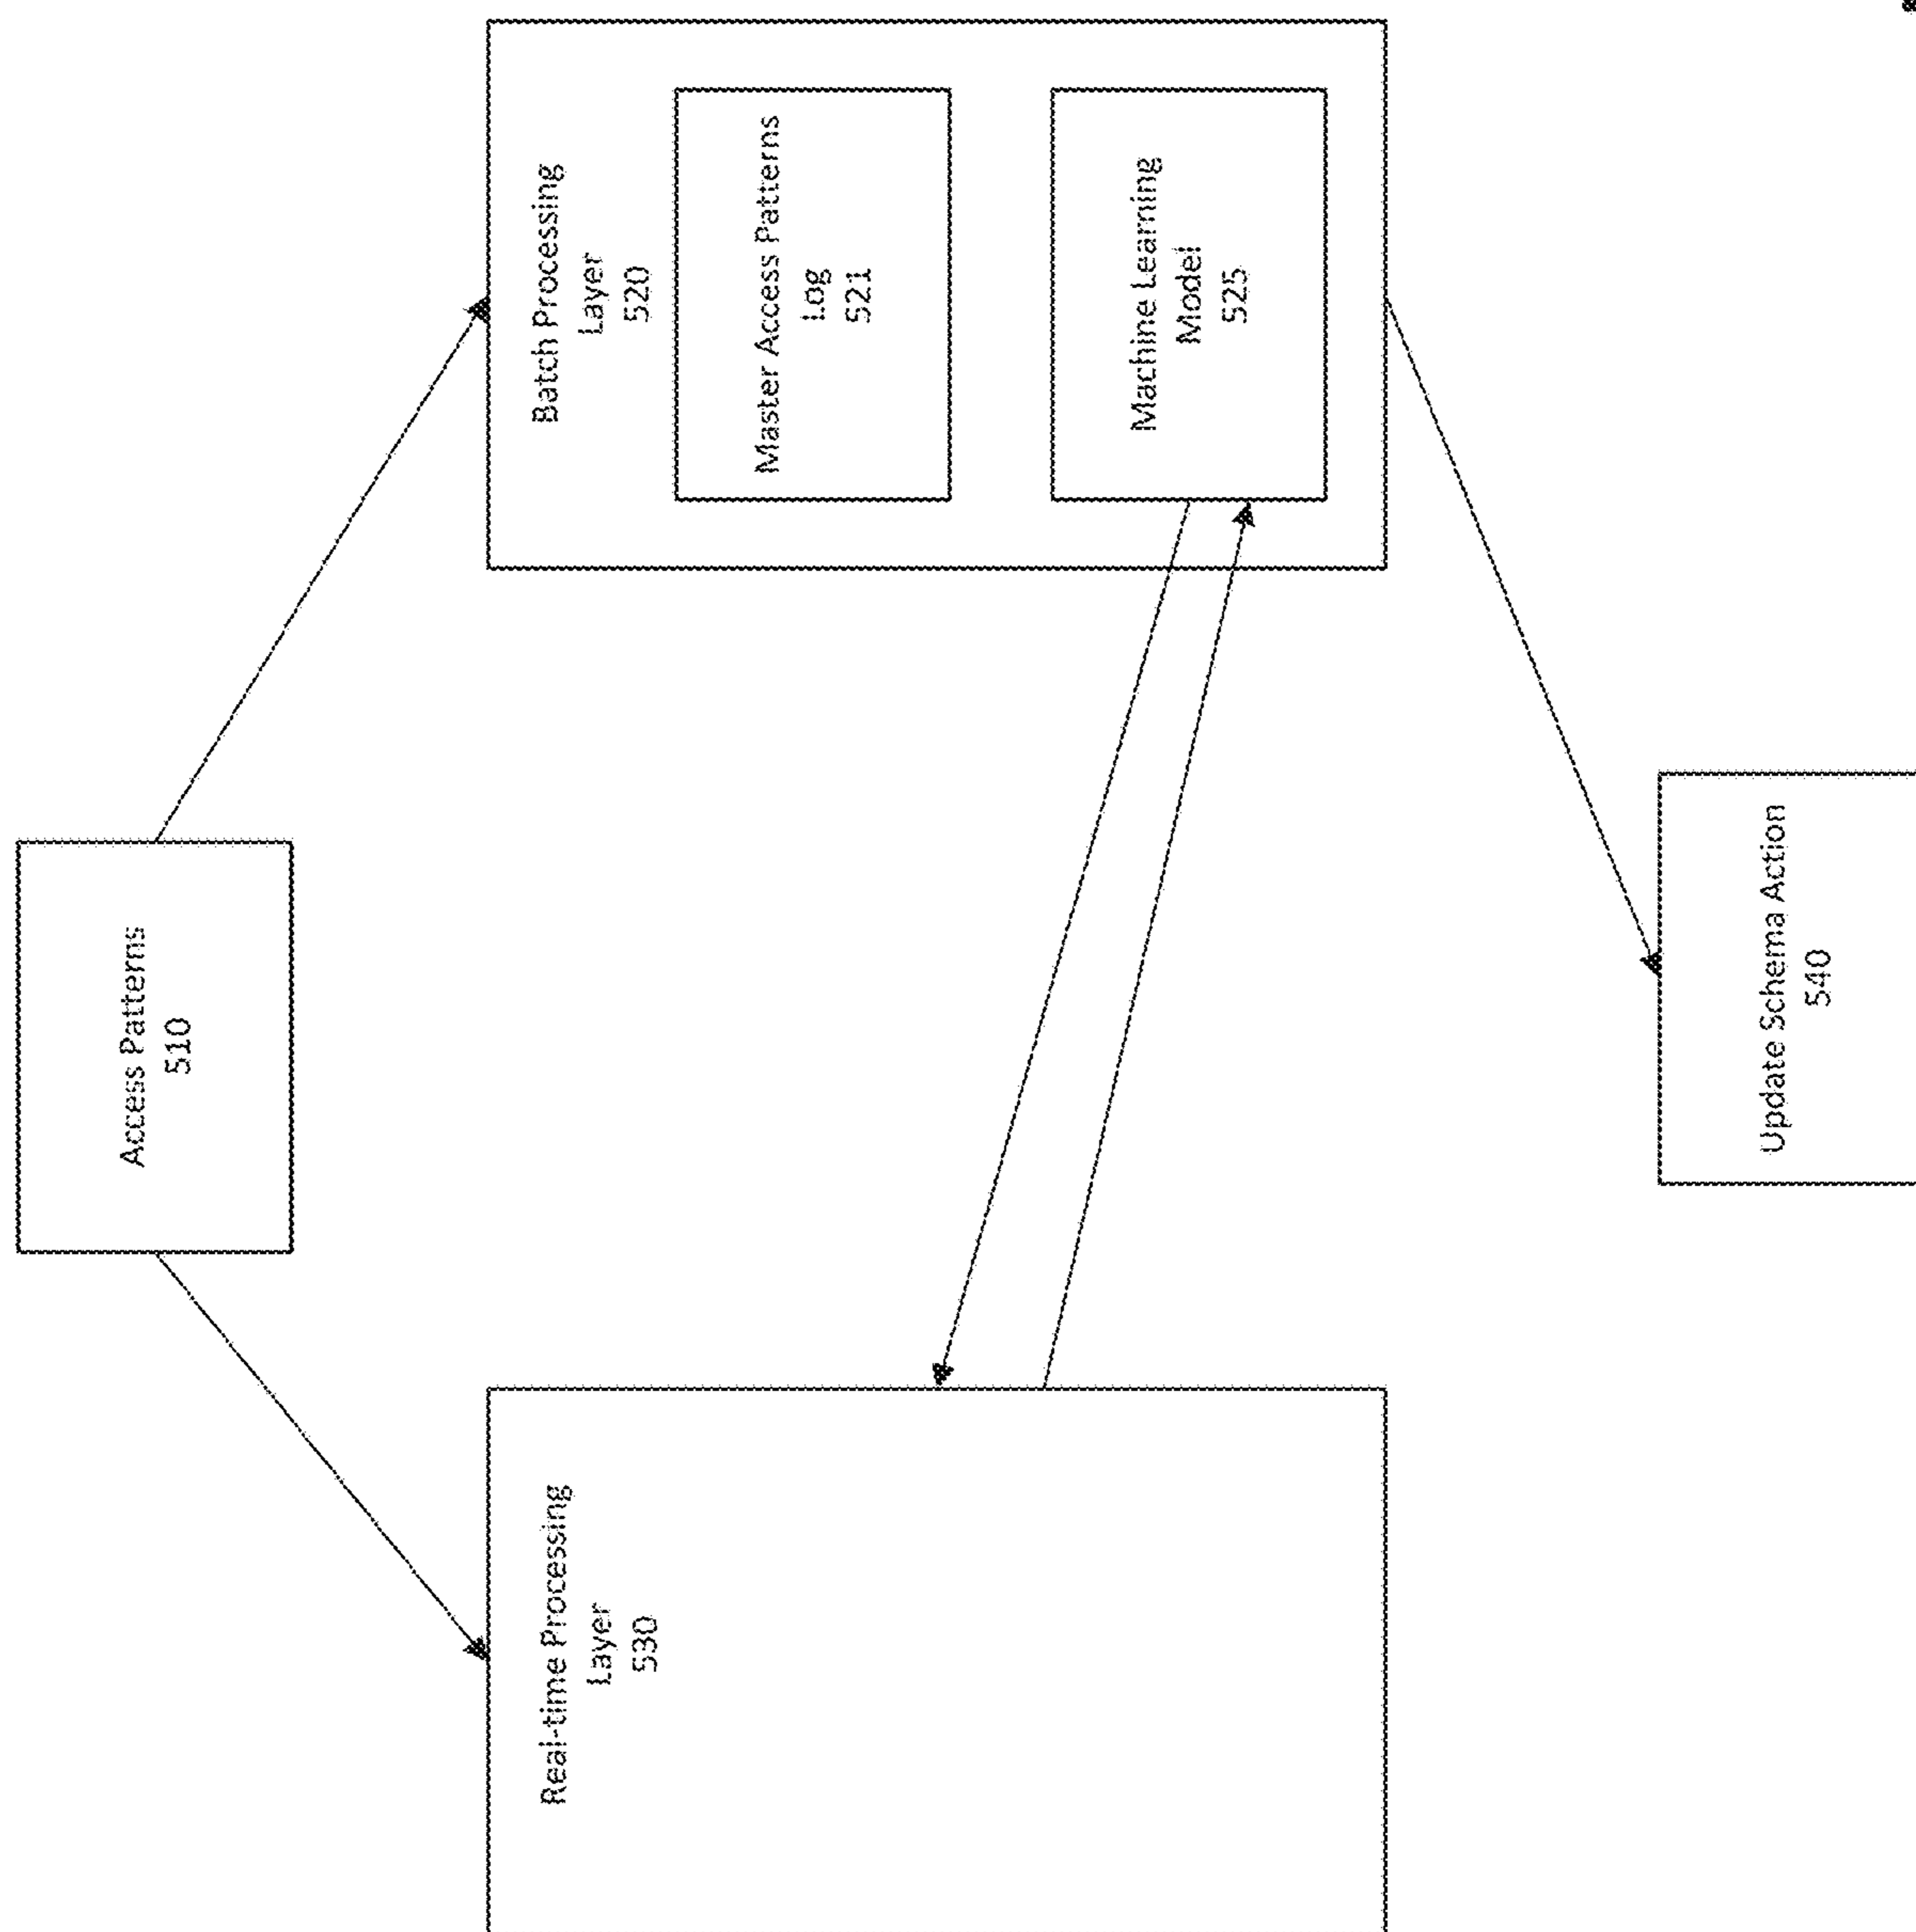 Access Patterns
510
Real-time Processing
Layer
530
Batch Processing
Layer
520
Master Access Patterns
Log
521
Machine Learning
Model
525
Update Schema Action
540